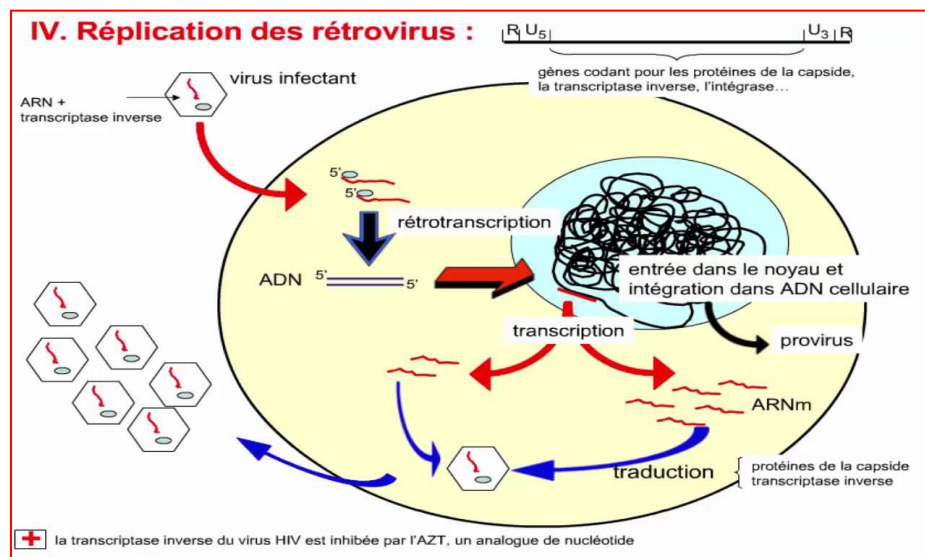 IV. Réplication des rétrovirus :
R U5 U3 R
gènes codant pour les protéines de la capside,
la transcriptase inverse, l'intégrase…
virus infectant
ARN +
transcriptase inverse
5'
5'
rétrotranscription
ADN 5' 5'
entrée dans le noyau et
intégration dans ADN cellulaire
transcription
provirus
ARNm
traduction
protéines de la capside
transcriptase inverse
la transcriptase inverse du virus HIV est inhibée par l'AZT, un analogue de nucléotide